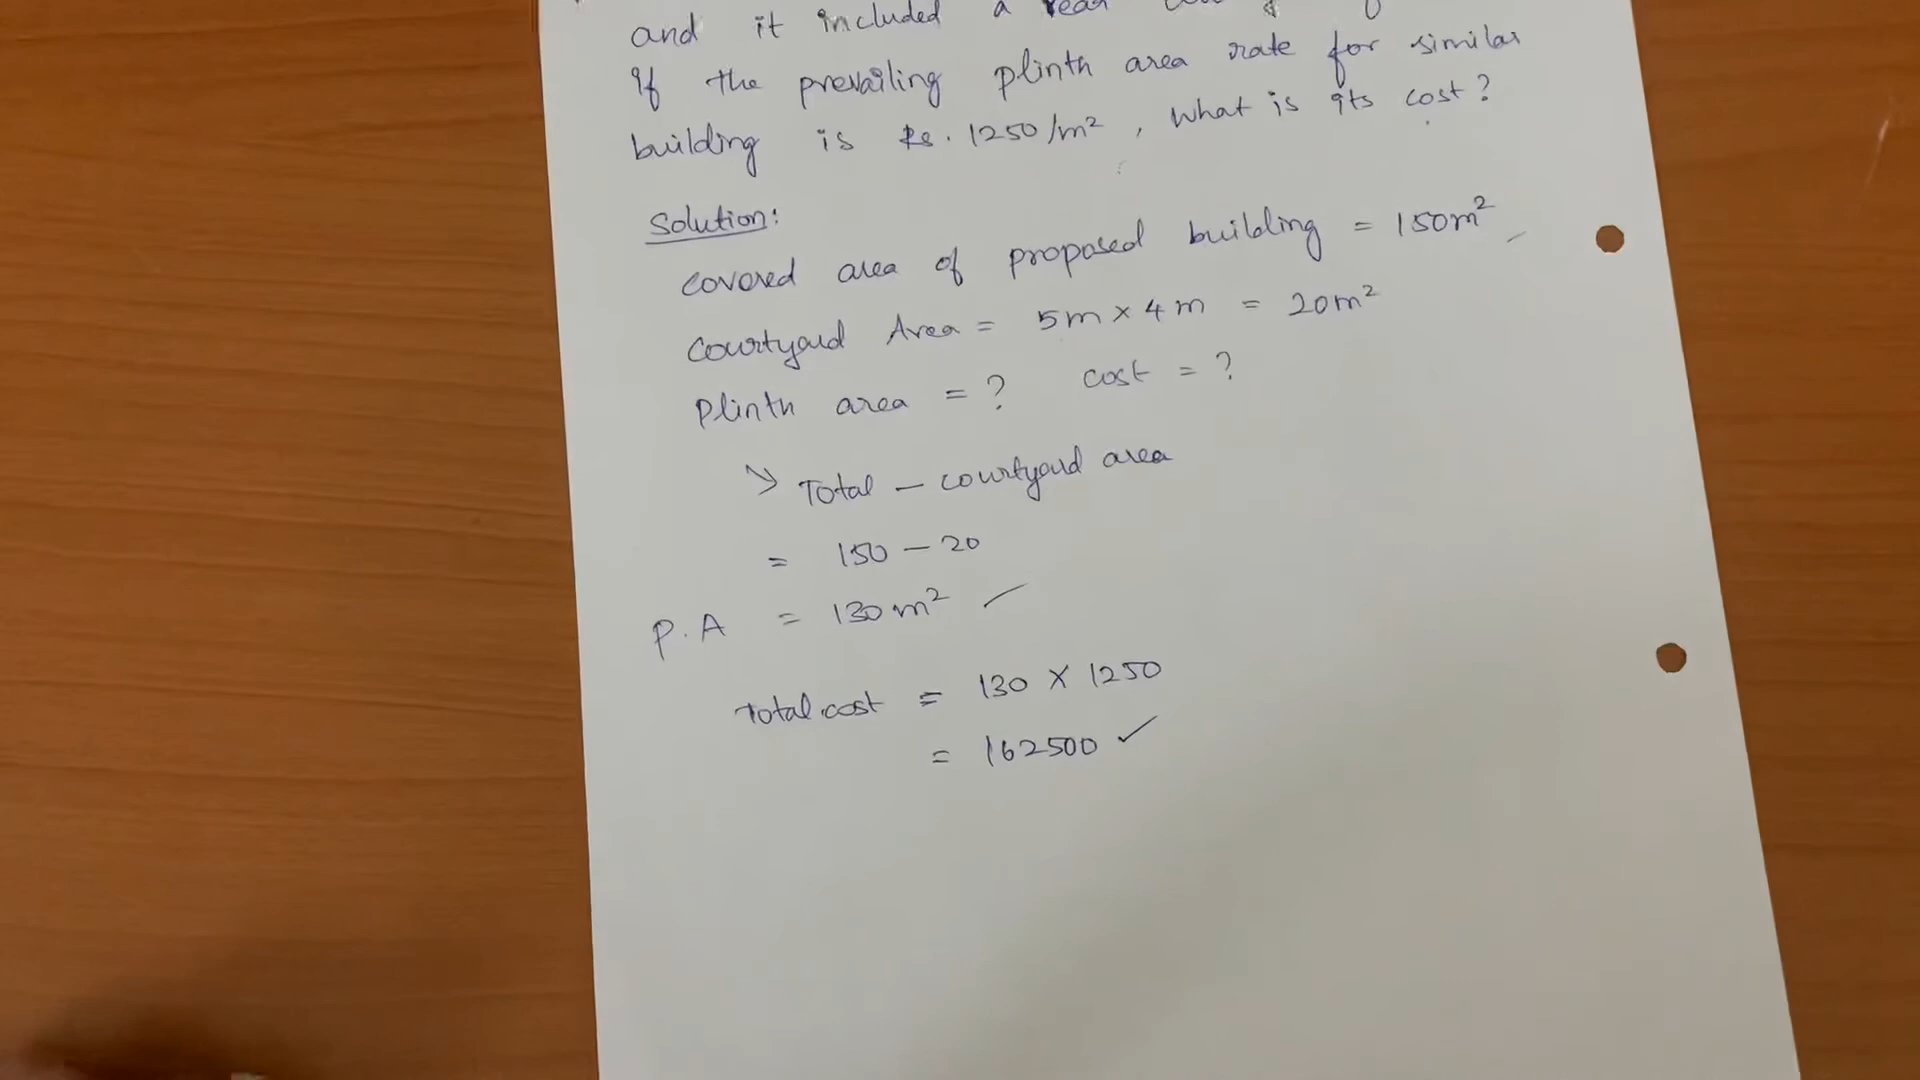 and it included a rear
If the prevailing plinth area rate for similar
building is Rs. 1250/m², what is its cost?
Solution:
covered area of proposed building = 150m²
Courtyard Area = 5m × 4m = 20m²
Plinth area = ? cost = ?
Total – courtyard area
= 150 – 20
P.A = 130m²
Total cost = 130 × 1250
= 162500 ✓